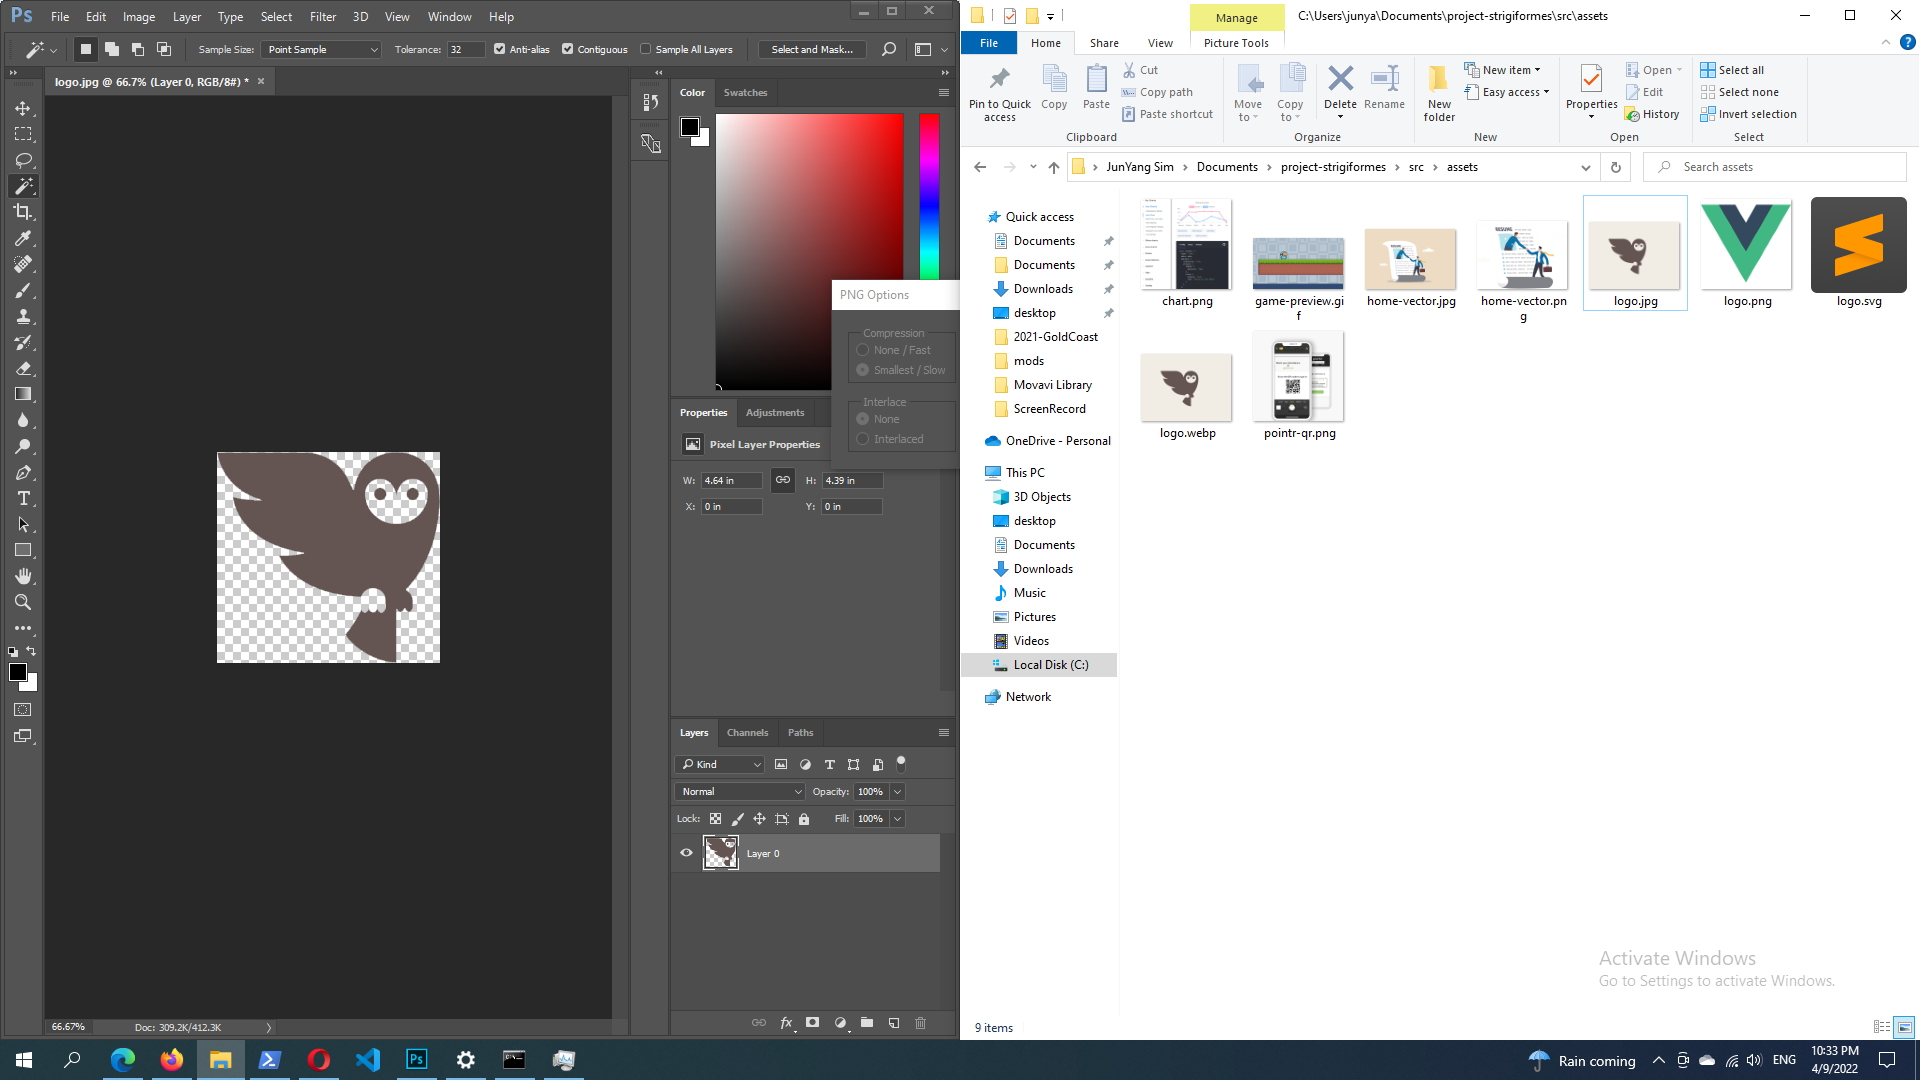 Ps File Edit Image Layer Type Select Filter 3D View Window Help
Sample Size: Point Sample Tolerance: 32 Anti-alias Contiguous Sample All Layers Select and Mask...
logo.jpg @ 66.7% (Layer 0, RGB/8#) *
Color Swatches
PNG Options
Compression
None / Fast
Smallest / Slow
Interlace
None
Interlaced
Properties Adjustments
Pixel Layer Properties
W: 4.64 in H: 4.39 in
X: 0 in Y: 0 in
Layers Channels Paths
Kind
Normal Opacity: 100%
Lock: Fill: 100%
Layer 0
66.67% Doc: 309.2K/412.3K
Manage
C:\Users\junya\Documents\project-strigiformes\src\assets
File Home Share View Picture Tools
Pin to Quick access
Copy
Paste
Cut
Copy path
Paste shortcut
Clipboard
Move to
Copy to
Delete
Rename
Organize
New folder
New item
Easy access
New
Properties
Open
Edit
History
Open
Select all
Select none
Invert selection
Select
JunYang Sim Documents project-strigiformes src assets
Search assets
Quick access
Documents
Documents
Downloads
desktop
2021-GoldCoast
mods
Movavi Library
ScreenRecord
OneDrive - Personal
This PC
3D Objects
desktop
Documents
Downloads
Music
Pictures
Videos
Local Disk (C:)
Network
chart.png
game-preview.gi
f
home-vector.jpg
home-vector.pn
g
logo.jpg
logo.png
logo.svg
logo.webp
pointr-qr.png
Activate Windows
Go to Settings to activate Windows.
9 items
Ps
Rain coming
ENG
10:33 PM
4/9/2022